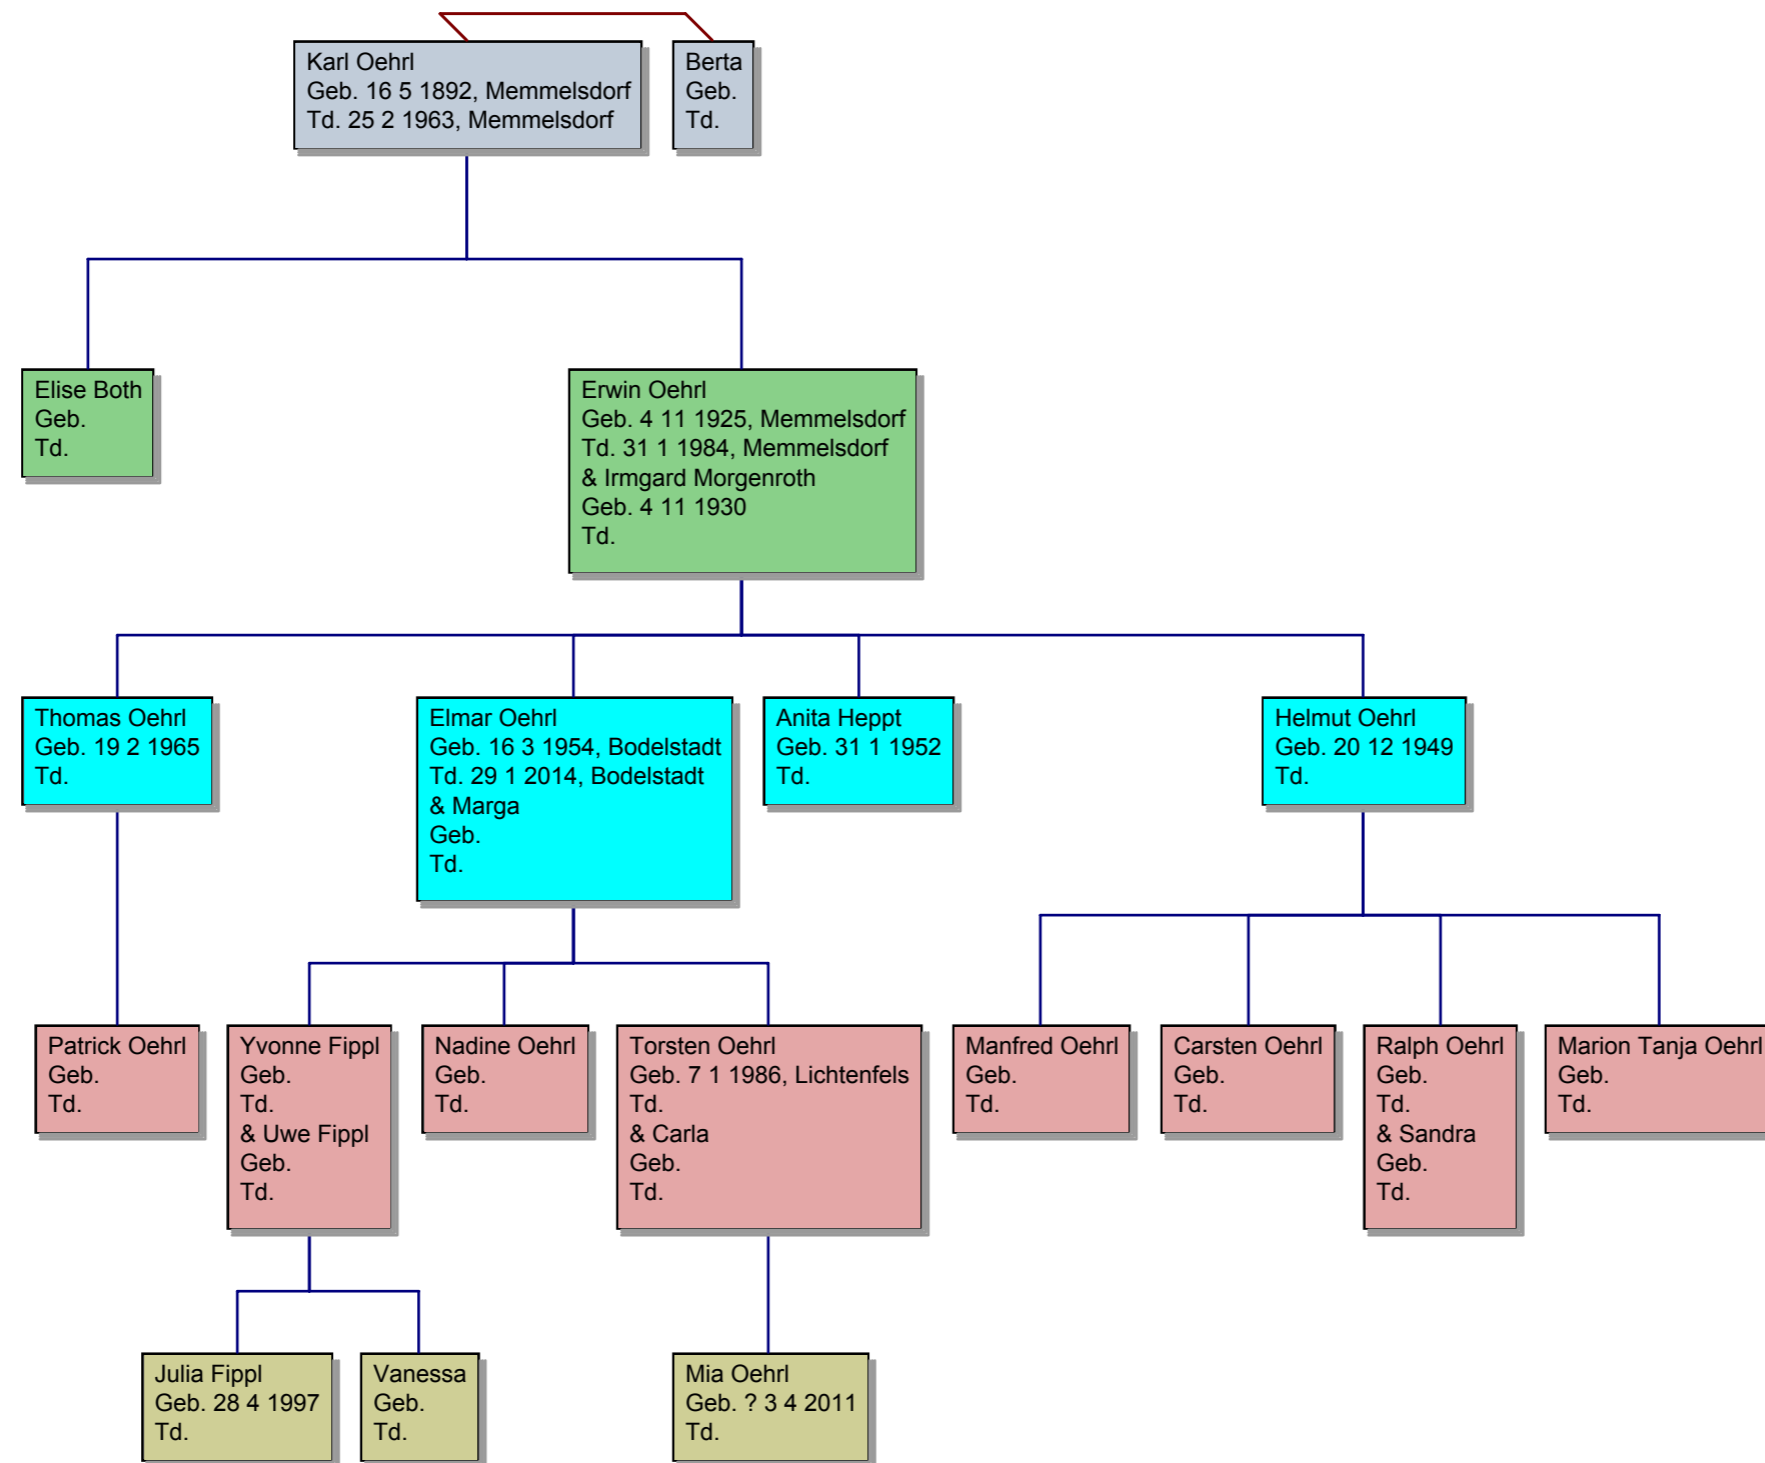 Karl Oehrl
Geb. 16 5 1892, Memmelsdorf
Td. 25 2 1963, Memmelsdorf
Berta
Geb.
Td.
Elise Both
Geb.
Td.
Erwin Oehrl
Geb. 4 11 1925, Memmelsdorf
Td. 31 1 1984, Memmelsdorf
& Irmgard Morgenroth
Geb. 4 11 1930
Td.
Thomas Oehrl
Geb. 19 2 1965
Td.
Elmar Oehrl
Geb. 16 3 1954, Bodelstadt
Td. 29 1 2014, Bodelstadt
& Marga
Geb.
Td.
Anita Heppt
Geb. 31 1 1952
Td.
Helmut Oehrl
Geb. 20 12 1949
Td.
Patrick Oehrl
Geb.
Td.
Yvonne Fippl
Geb.
Td.
& Uwe Fippl
Geb.
Td.
Nadine Oehrl
Geb.
Td.
Torsten Oehrl
Geb. 7 1 1986, Lichtenfels
Td.
& Carla
Geb.
Td.
Manfred Oehrl
Geb.
Td.
Carsten Oehrl
Geb.
Td.
Ralph Oehrl
Geb.
Td.
& Sandra
Geb.
Td.
Marion Tanja Oehrl
Geb.
Td.
Julia Fippl
Geb. 28 4 1997
Td.
Vanessa
Geb.
Td.
Mia Oehrl
Geb. ? 3 4 2011
Td.